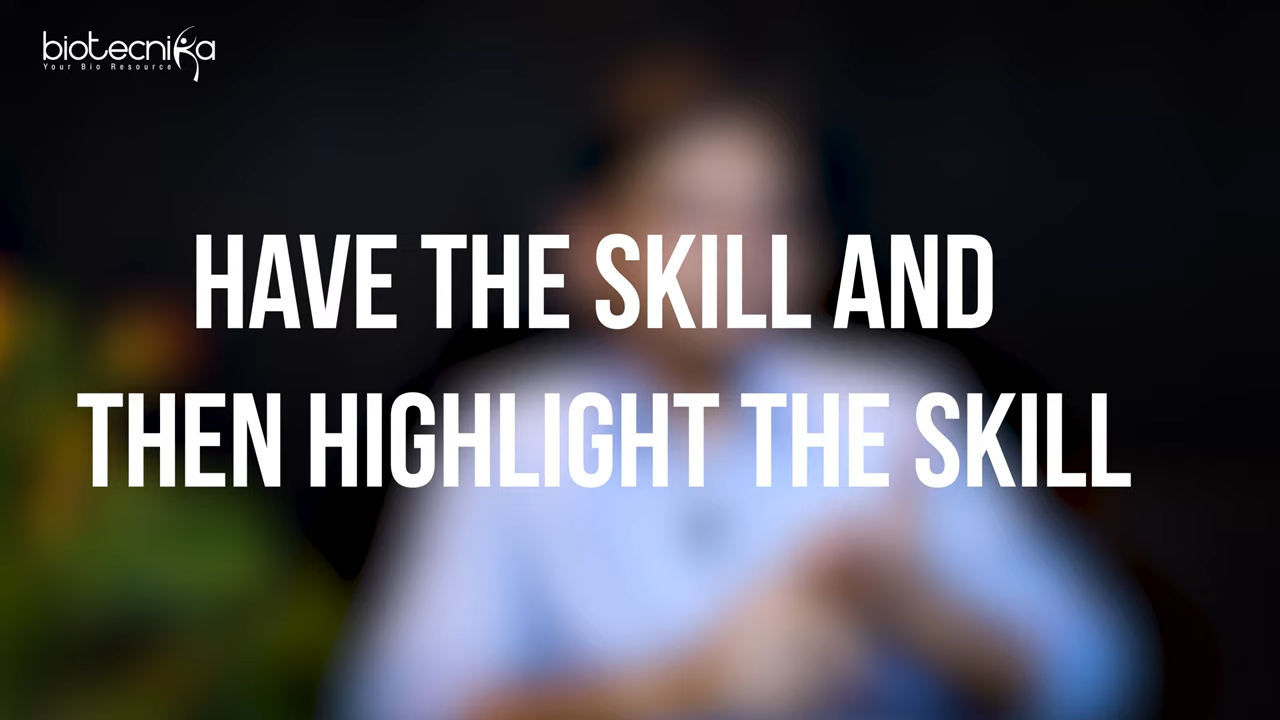 biotecnika
Your Bio Resource
HAVE THE SKILL AND
THEN HIGHLIGHT THE SKILL